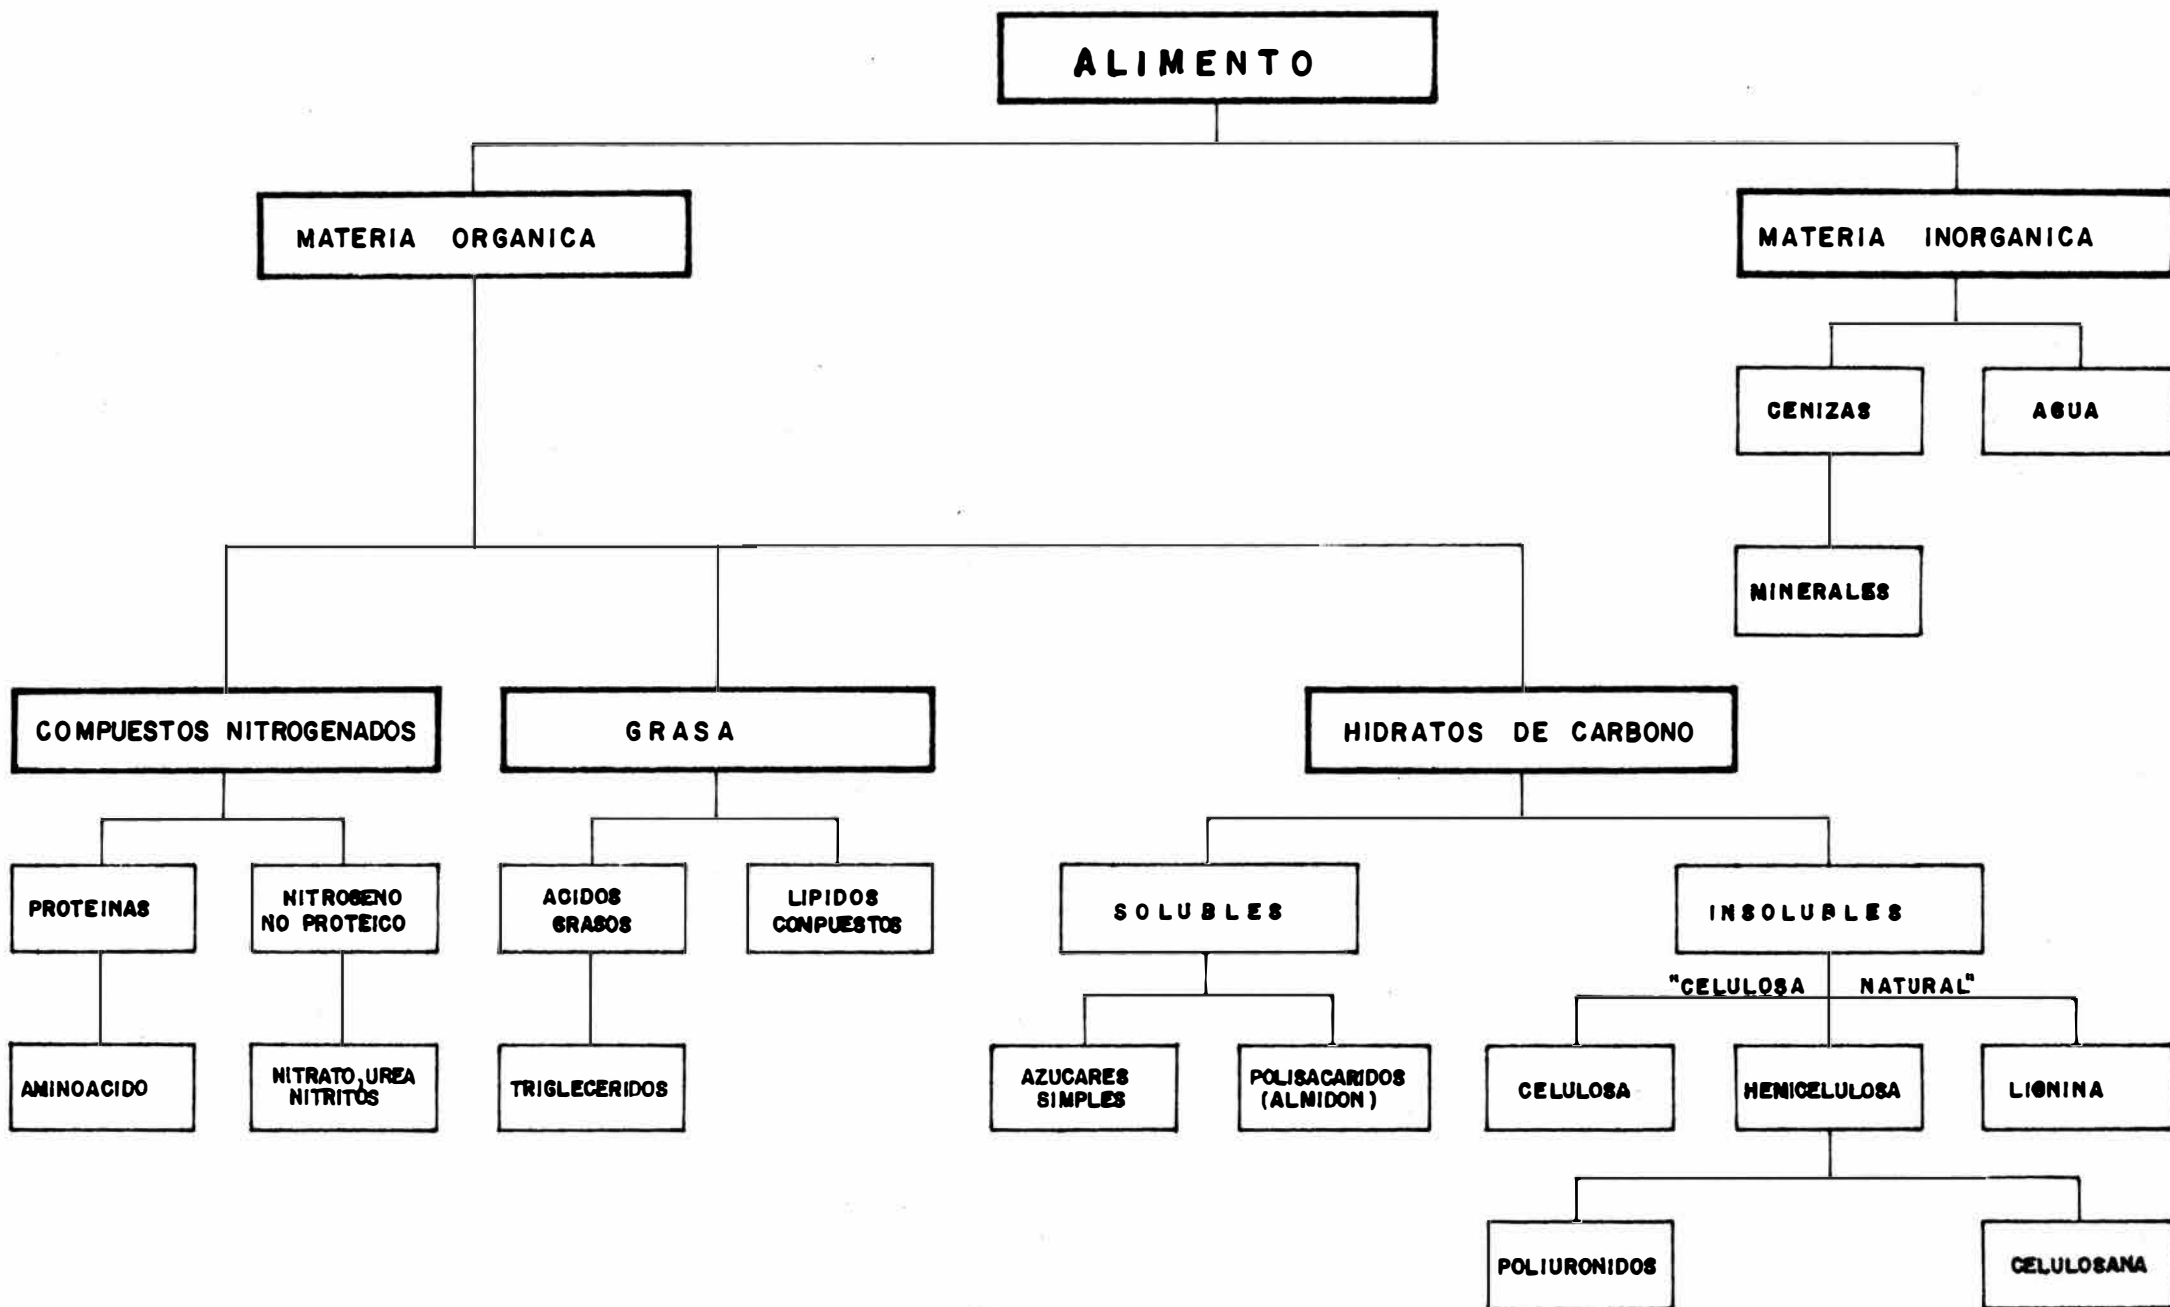 ALIMENTO
MATERIA ORGANICA
MATERIA INORGANICA
CENIZAS
AGUA
MINERALES
COMPUESTOS NITROGENADOS
GRASA
HIDRATOS DE CARBONO
PROTEINAS
NITROGENO
NO PROTEICO
ACIDOS
GRASOS
LIPIDOS
COMPUESTOS
SOLUBLES
INSOLUBLES
"CELULOSA NATURAL"
AMINOACIDO
NITRATO, UREA
NITRITOS
TRIGLECERIDOS
AZUCARES
SIMPLES
POLISACARIDOS
(ALMIDON)
CELULOSA
HEMICELULOSA
LIGNINA
POLIURONIDOS
CELULOSANA